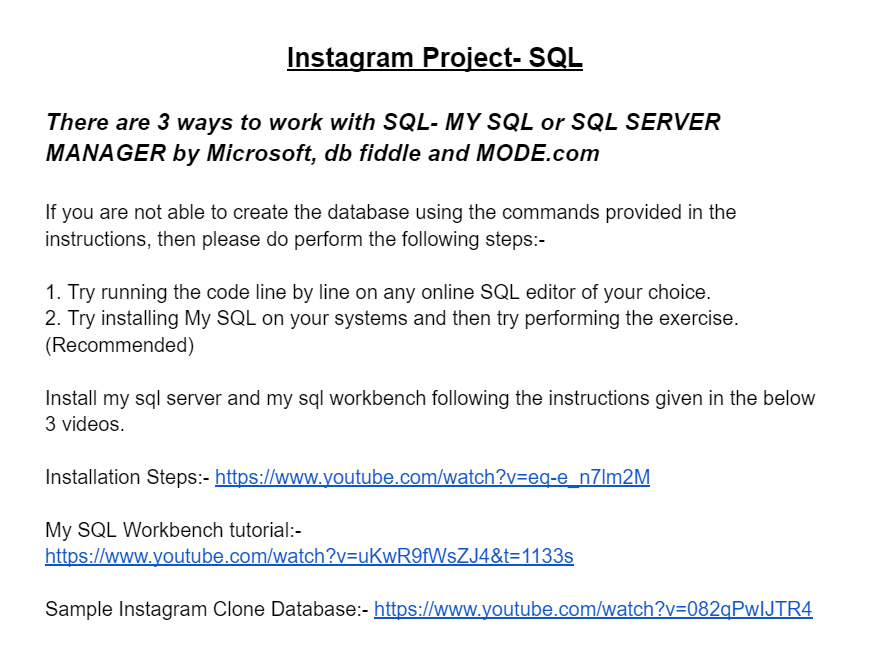 Instagram Project- SQL
There are 3 ways to work with SQL- MY SQL or SQL SERVER
MANAGER by Microsoft, db fiddle and MODE.com
If you are not able to create the database using the commands provided in the
instructions, then please do perform the following steps:-
1. Try running the code line by line on any online SQL editor of your choice.
2. Try installing My SQL on your systems and then try performing the exercise.
(Recommended)
Install my sql server and my sql workbench following the instructions given in the below
3 videos.
Installation Steps:- https://www.youtube.com/watch?v=eq-e_n7lm2M
My SQL Workbench tutorial:-
https://www.youtube.com/watch?v=uKwR9fWsZJ4&t=1133s
Sample Instagram Clone Database:- https://www.youtube.com/watch?v=082qPwIJTR4